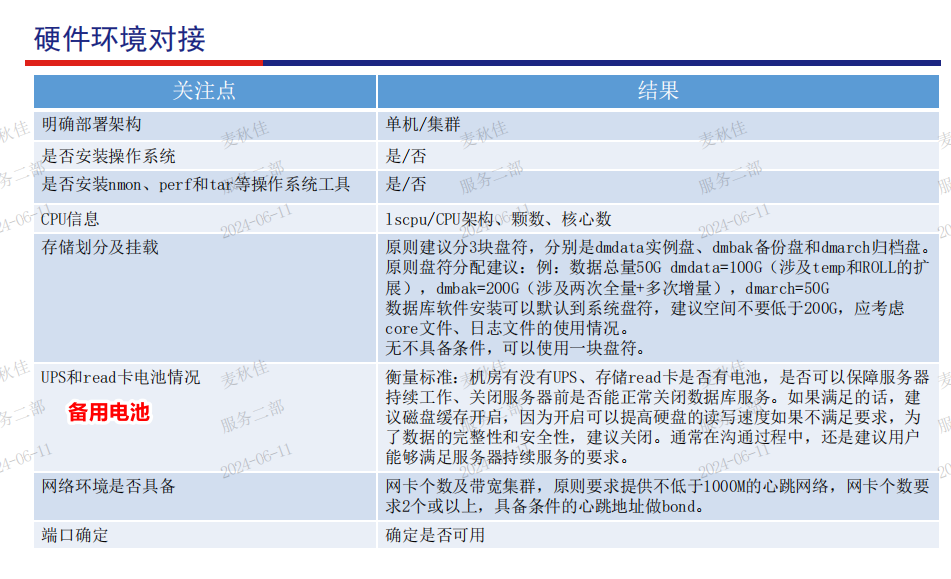 硬件环境对接
关注点 结果
明确部署架构 单机/集群
是否安装操作系统 是/否
是否安装nmon、perf和tar等操作系统工具 是/否
CPU信息 lscpu/CPU架构、颗数、核心数
存储划分及挂载 原则建议分3块盘符，分别是dmdata实例盘、dmbak备份盘和dmarch归档盘。
原则盘符分配建议：例：数据总量50G dmdata=100G（涉及temp和ROLL的扩
展），dmbak=200G（涉及两次全量+多次增量），dmarch=50G
数据库软件安装可以默认到系统盘符，建议空间不要低于200G，应考虑
core文件、日志文件的使用情况。
无不具备条件，可以使用一块盘符。
UPS和read卡电池情况 衡量标准：机房有没有UPS、存储read卡是否有电池，是否可以保障服务器
备用电池 持续工作、关闭服务器前是否能正常关闭数据库服务。如果满足的话，建
议磁盘缓存开启，因为开启可以提高硬盘的读写速度如果不满足要求，为
了数据的完整性和安全性，建议关闭。通常在沟通过程中，还是建议用户
能够满足服务器持续服务的要求。
网络环境是否具备 网卡个数及带宽集群，原则要求提供不低于1000M的心跳网络，网卡个数要
求2个或以上，具备条件的心跳地址做bond。
端口确定 确定是否可用
麦秋佳
服务二部
2024-06-11